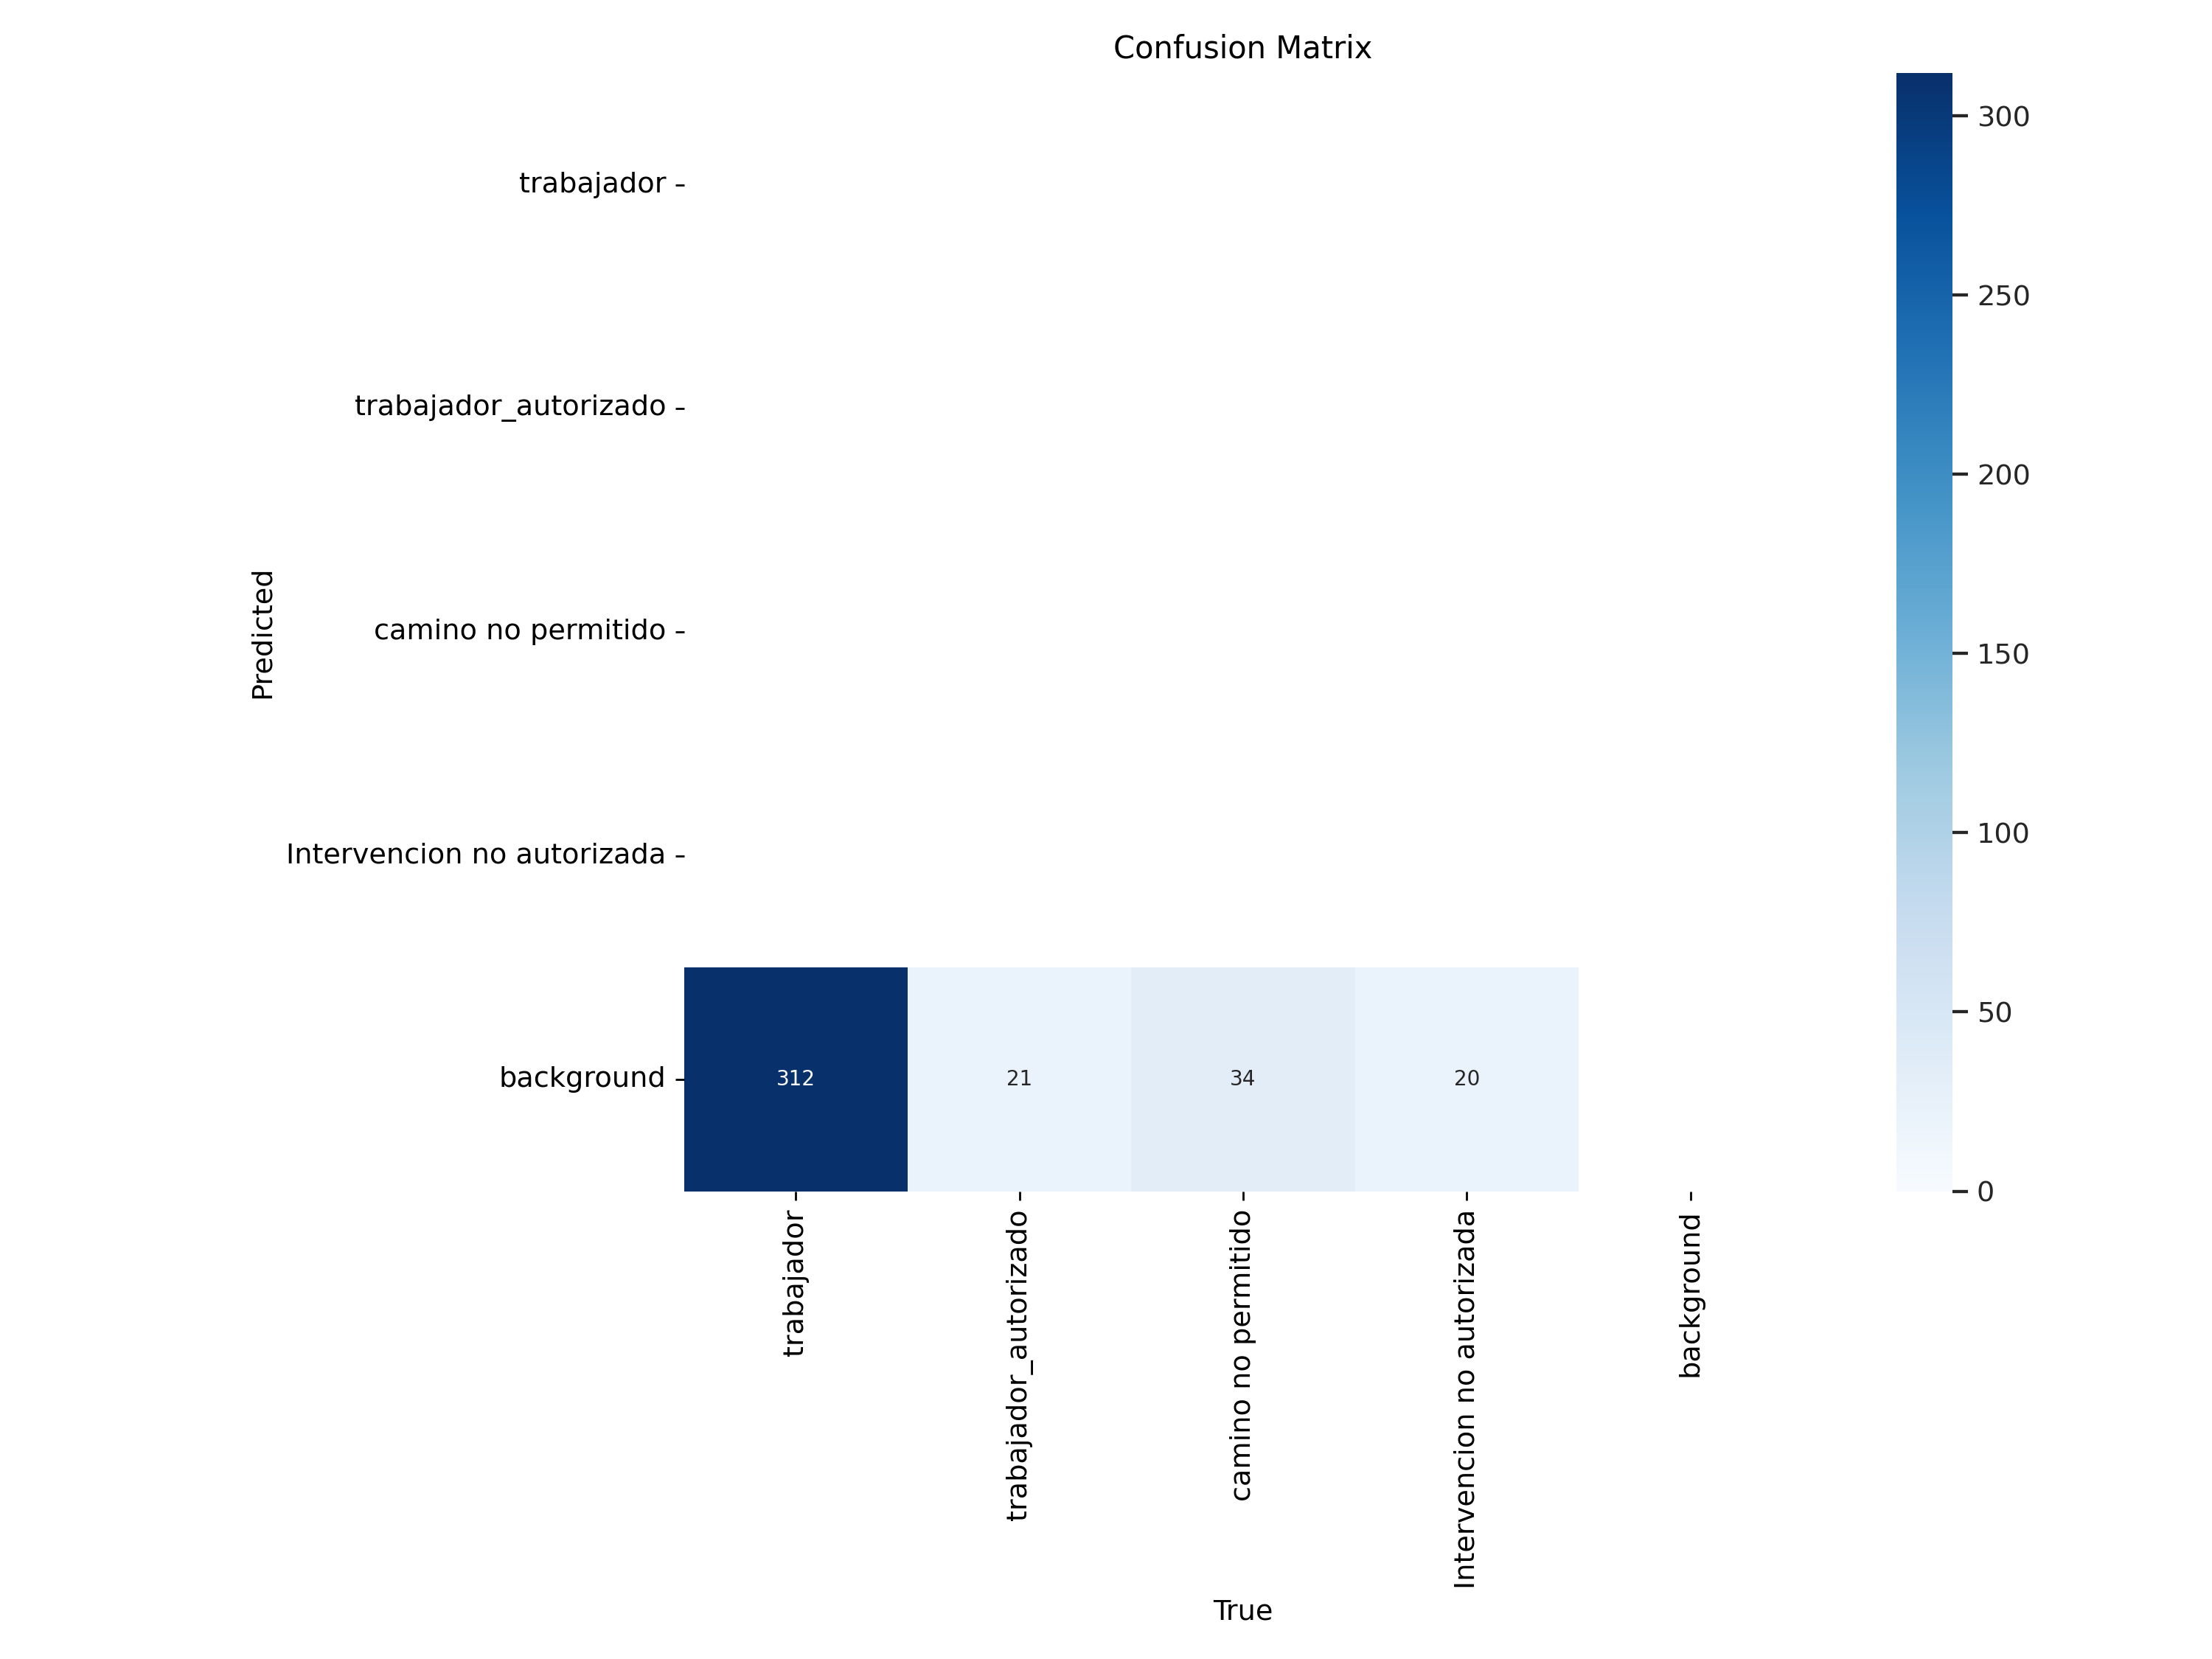 Confusion Matrix
Predicted
trabajador
trabajador_autorizado
camino no permitido
Intervencion no autorizada
background
312
21
34
20
trabajador
trabajador_autorizado
camino no permitido
Intervencion no autorizada
background
True
300
250
200
150
100
50
0